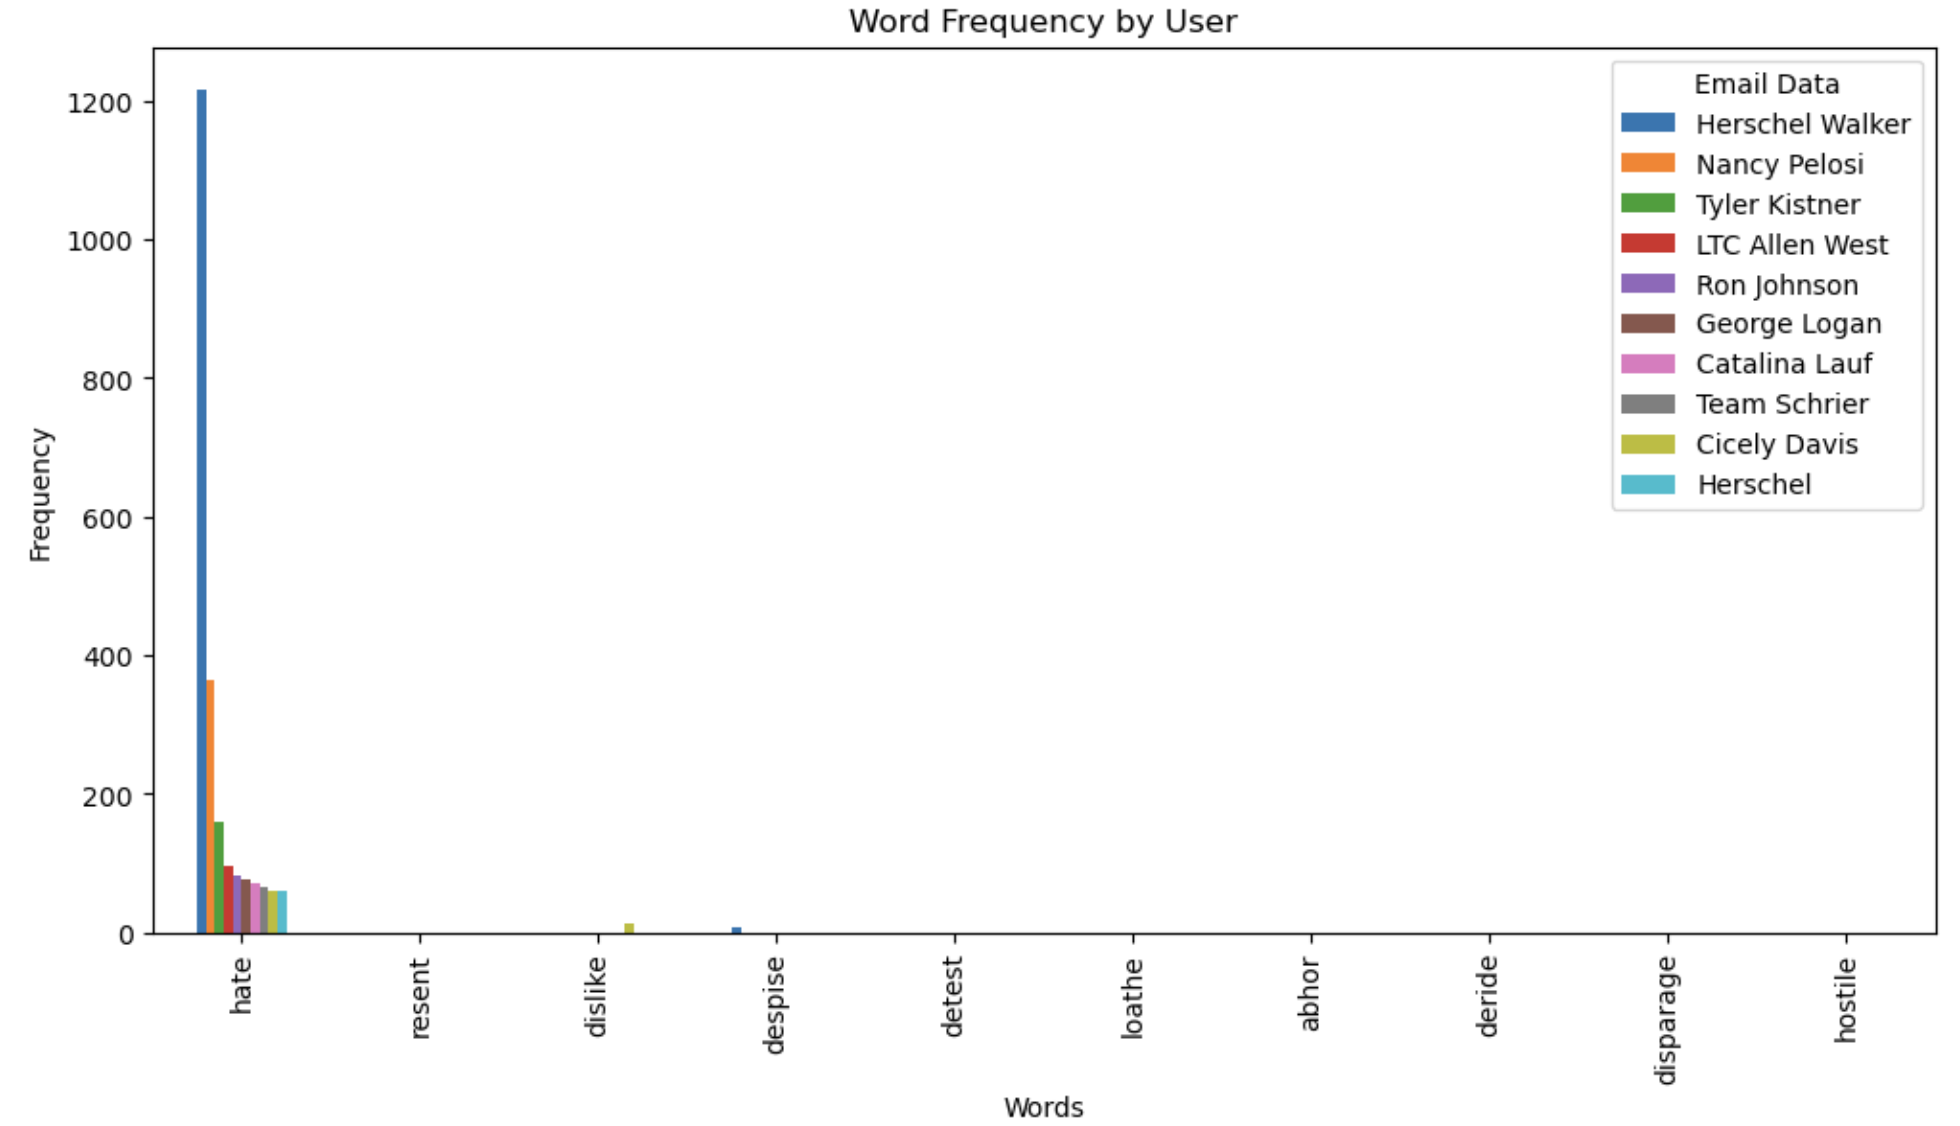 Word Frequency by User
Email Data
Herschel Walker
Nancy Pelosi
Tyler Kistner
LTC Allen West
Ron Johnson
George Logan
Catalina Lauf
Team Schrier
Cicely Davis
Herschel
Frequency
1200
1000
800
600
400
200
0
hate
resent
dislike
despise
detest
loathe
abhor
deride
disparage
hostile
Words